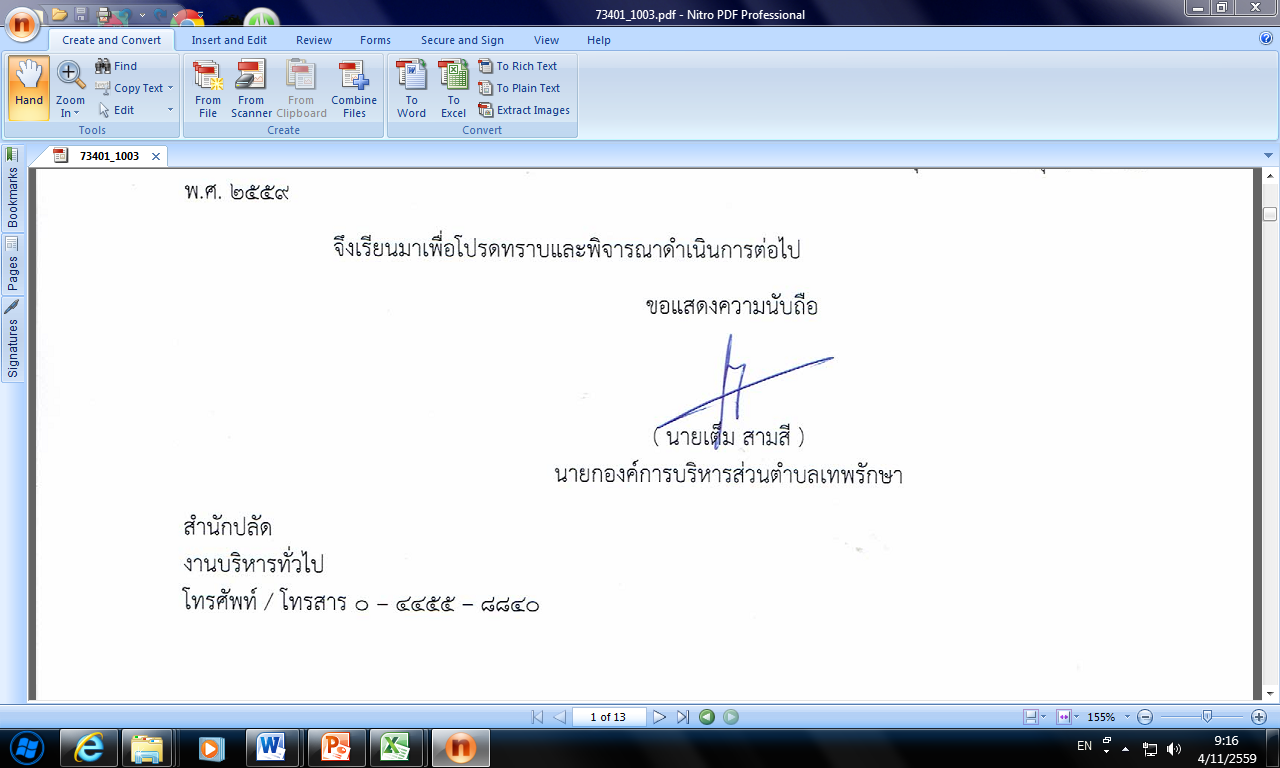 73401_1003.pdf - Nitro PDF Professional
Create and Convert Insert and Edit Review Forms Secure and Sign View Help
Hand
Zoom In
Find
Copy Text
Edit
Tools
From File
From Scanner
From Clipboard
Combine Files
Create
To Word
To Excel
To Rich Text
To Plain Text
Extract Images
Convert
73401_1003
Bookmarks
Pages
Signatures
พ.ศ. ๒๕๕๙
จึงเรียนมาเพื่อโปรดทราบและพิจารณาดำเนินการต่อไป
ขอแสดงความนับถือ
( นายเต็ม สามสี )
นายกองค์การบริหารส่วนตำบลเทพรักษา
สำนักปลัด
งานบริหารทั่วไป
โทรศัพท์ / โทรสาร ๐ – ๔๔๕๕ – ๘๘๔๐
1 of 13
155%
EN
9:16
4/11/2559